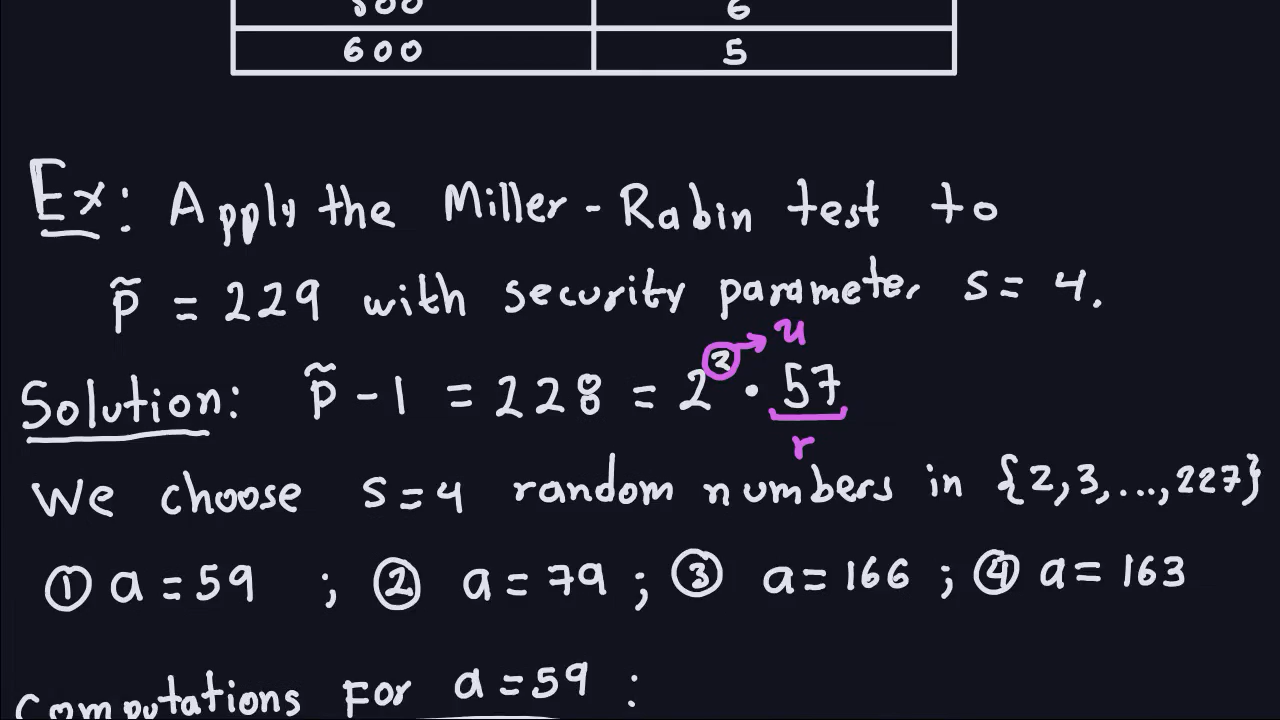 6
600 5
Ex: Apply the Miller-Rabin test to
p̃ = 229 with security parameter s = 4.
u
Solution: p̃ - 1 = 228 = 2² · 57
r
We choose s=4 random numbers in {2,3,...,227}
① a = 59 ; ② a = 79 ; ③ a = 166 ; ④ a = 163
Computations For a = 59 :